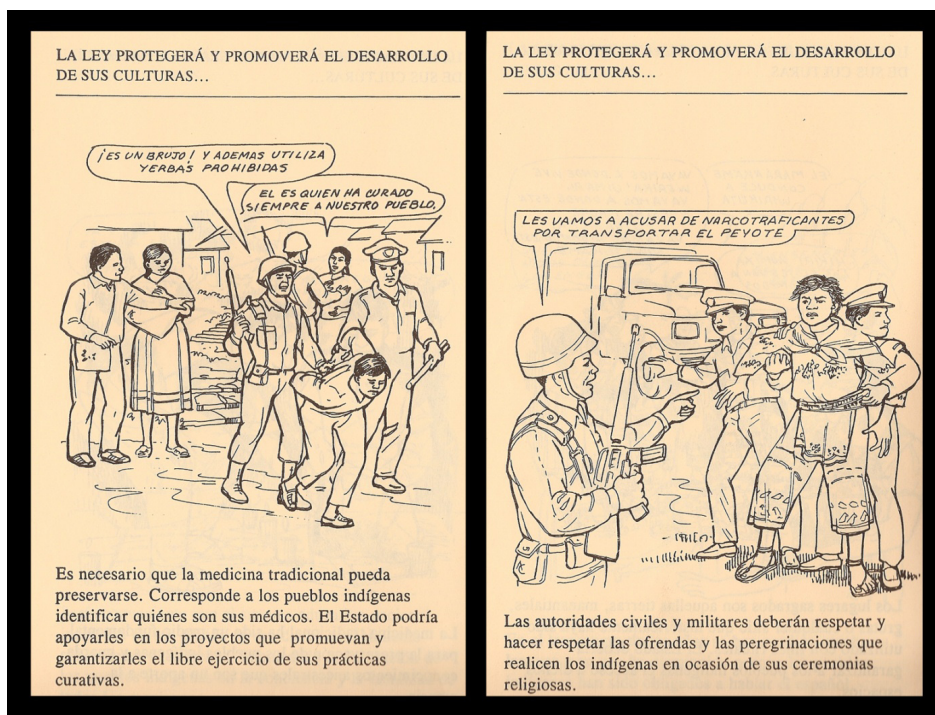 LA LEY PROTEGERÁ Y PROMOVERÁ EL DESARROLLO
DE SUS CULTURAS...
¡ES UN BRUJO! Y ADEMAS UTILIZA
YERBAS PROHIBIDAS
EL ES QUIEN HA CURADO
SIEMPRE A NUESTRO PUEBLO.
Es necesario que la medicina tradicional pueda
preservarse. Corresponde a los pueblos indígenas
identificar quiénes son sus médicos. El Estado podría
apoyarles en los proyectos que promuevan y
garantizarles el libre ejercicio de sus prácticas
curativas.
LA LEY PROTEGERÁ Y PROMOVERÁ EL DESARROLLO
DE SUS CULTURAS...
LES VAMOS A ACUSAR DE NARCOTRAFICANTES
POR TRANSPORTAR EL PEYOTE
Las autoridades civiles y militares deberán respetar y
hacer respetar las ofrendas y las peregrinaciones que
realicen los indígenas en ocasión de sus ceremonias
religiosas.